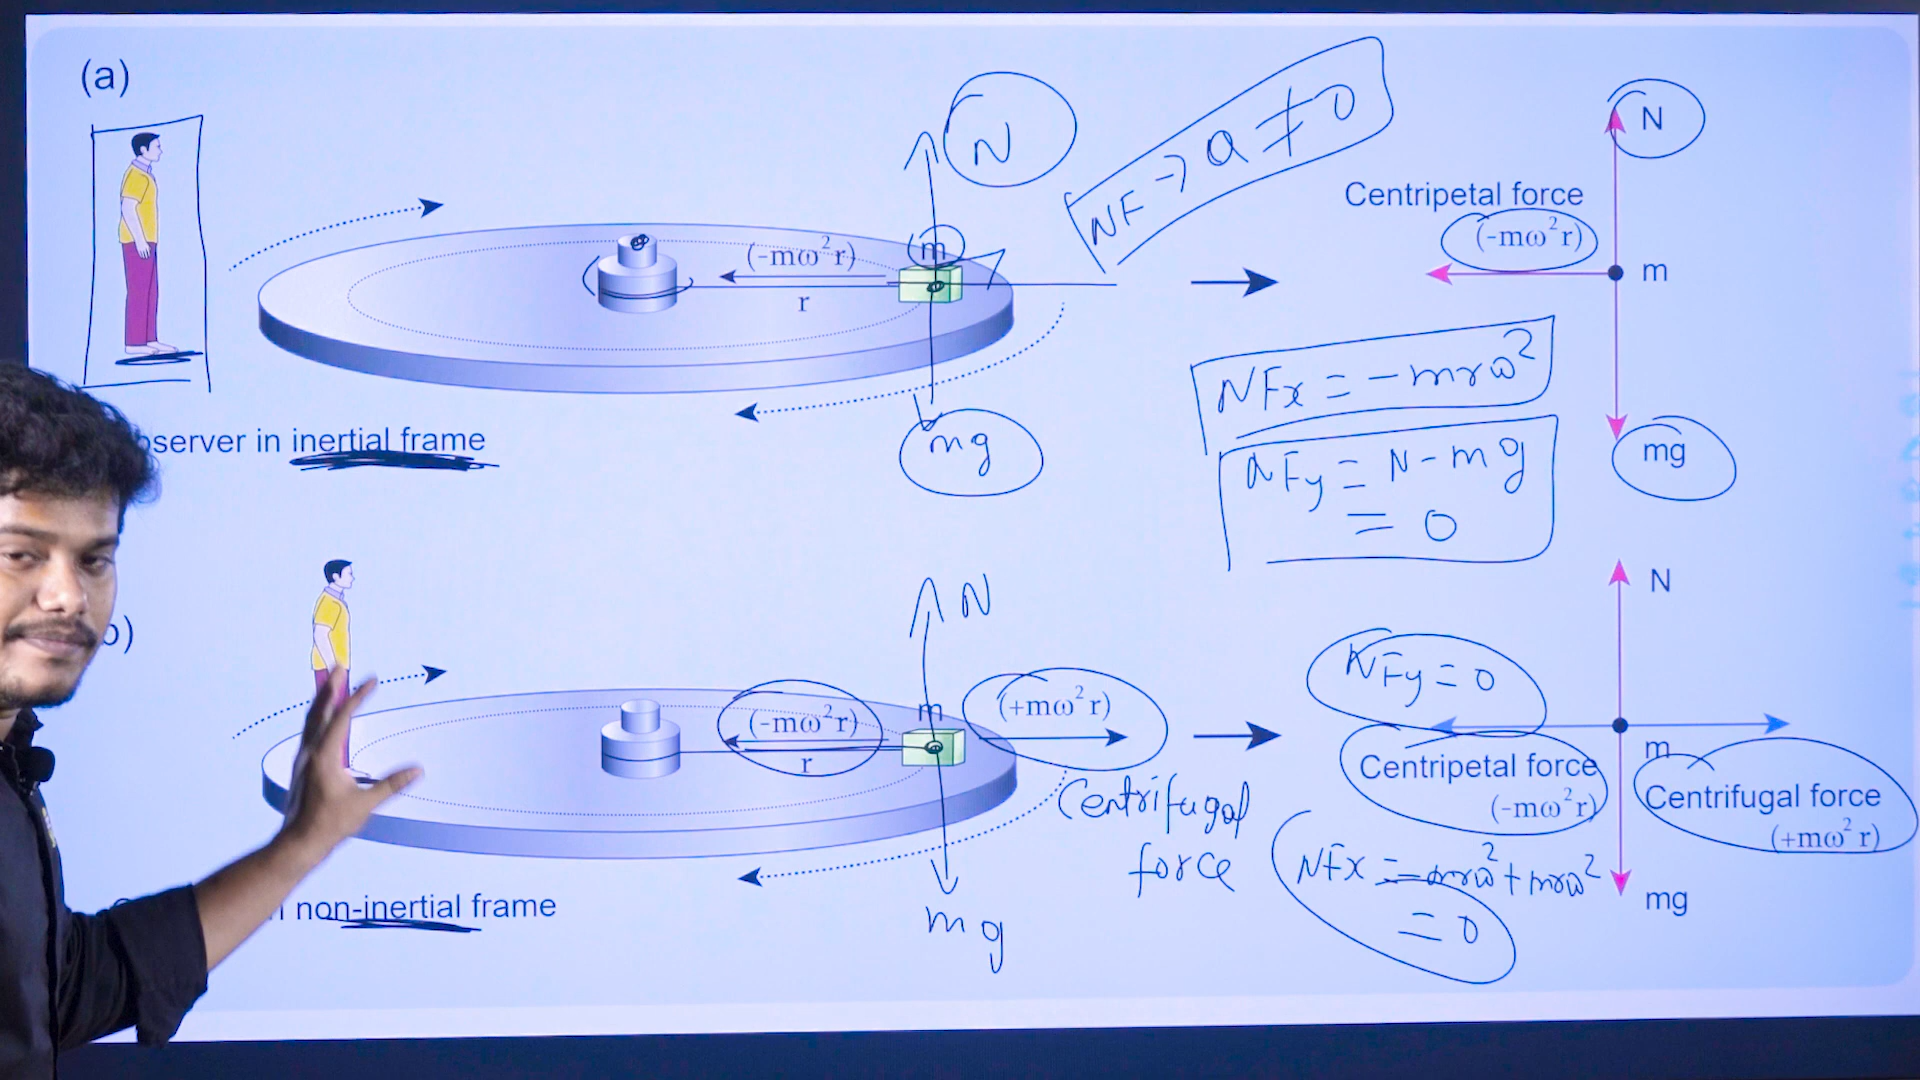 (a)
N
NF → a ≠ 0
N
Centripetal force
(-mω²r)
m
(-mω²r)
m
r
NFx = -mrω²
mg
mg
NFy = N - mg
= 0
server in inertial frame
b)
N
N
NFy = 0
(-mω²r)
m
(+mω²r)
r
m
Centripetal force
(-mω²r)
Centrifugal force
(+mω²r)
Centrifugal
force
NFx = -mrω² + mrω²
= 0
mg
mg
non-inertial frame